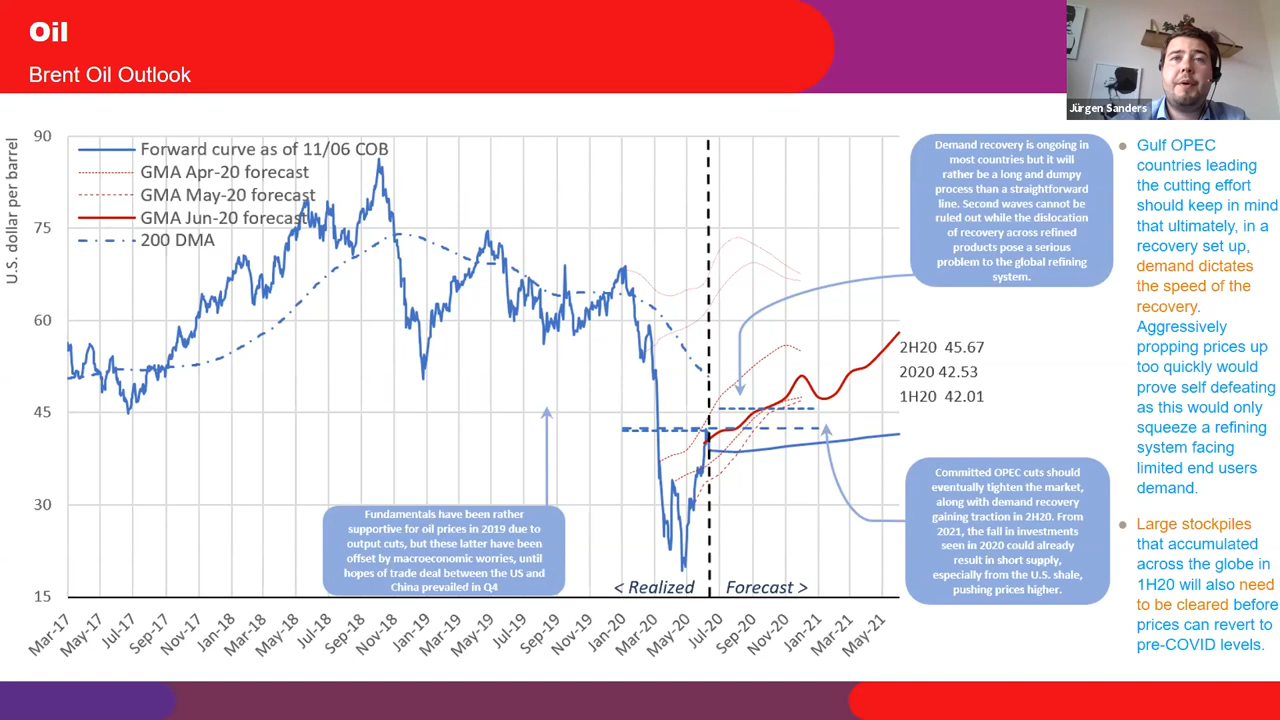 Oil
Brent Oil Outlook
Jürgen Sanders
U.S. dollar per barrel
90
75
60
45
30
15
Forward curve as of 11/06 COB
GMA Apr-20 forecast
GMA May-20 forecast
GMA Jun-20 forecast
200 DMA
Demand recovery is ongoing in
most countries but it will
rather be a long and dumpy
process than a straightforward
line. Second waves cannot be
ruled out while the dislocation
of recovery across refined
products pose a serious
problem to the global refining
system.
2H20 45.67
2020 42.53
1H20 42.01
Fundamentals have been rather
supportive for oil prices in 2019 due to
output cuts, but these latter have been
offset by macroeconomic worries, until
hopes of trade deal between the US and
China prevailed in Q4
Committed OPEC cuts should
eventually tighten the market,
along with demand recovery
gaining traction in 2H20. From
2021, the fall in investments
seen in 2020 could already
result in short supply,
especially from the U.S. shale,
pushing prices higher.
< Realized
Forecast >
Mar-17
May-17
Jul-17
Sep-17
Nov-17
Jan-18
Mar-18
May-18
Jul-18
Sep-18
Nov-18
Jan-19
Mar-19
May-19
Jul-19
Sep-19
Nov-19
Jan-20
Mar-20
May-20
Jul-20
Sep-20
Nov-20
Jan-21
Mar-21
May-21
Gulf OPEC
countries leading
the cutting effort
should keep in mind
that ultimately, in a
recovery set up,
demand dictates
the speed of the
recovery.
Aggressively
propping prices up
too quickly would
prove self defeating
as this would only
squeeze a refining
system facing
limited end users
demand.
Large stockpiles
that accumulated
across the globe in
1H20 will also need
to be cleared before
prices can revert to
pre-COVID levels.